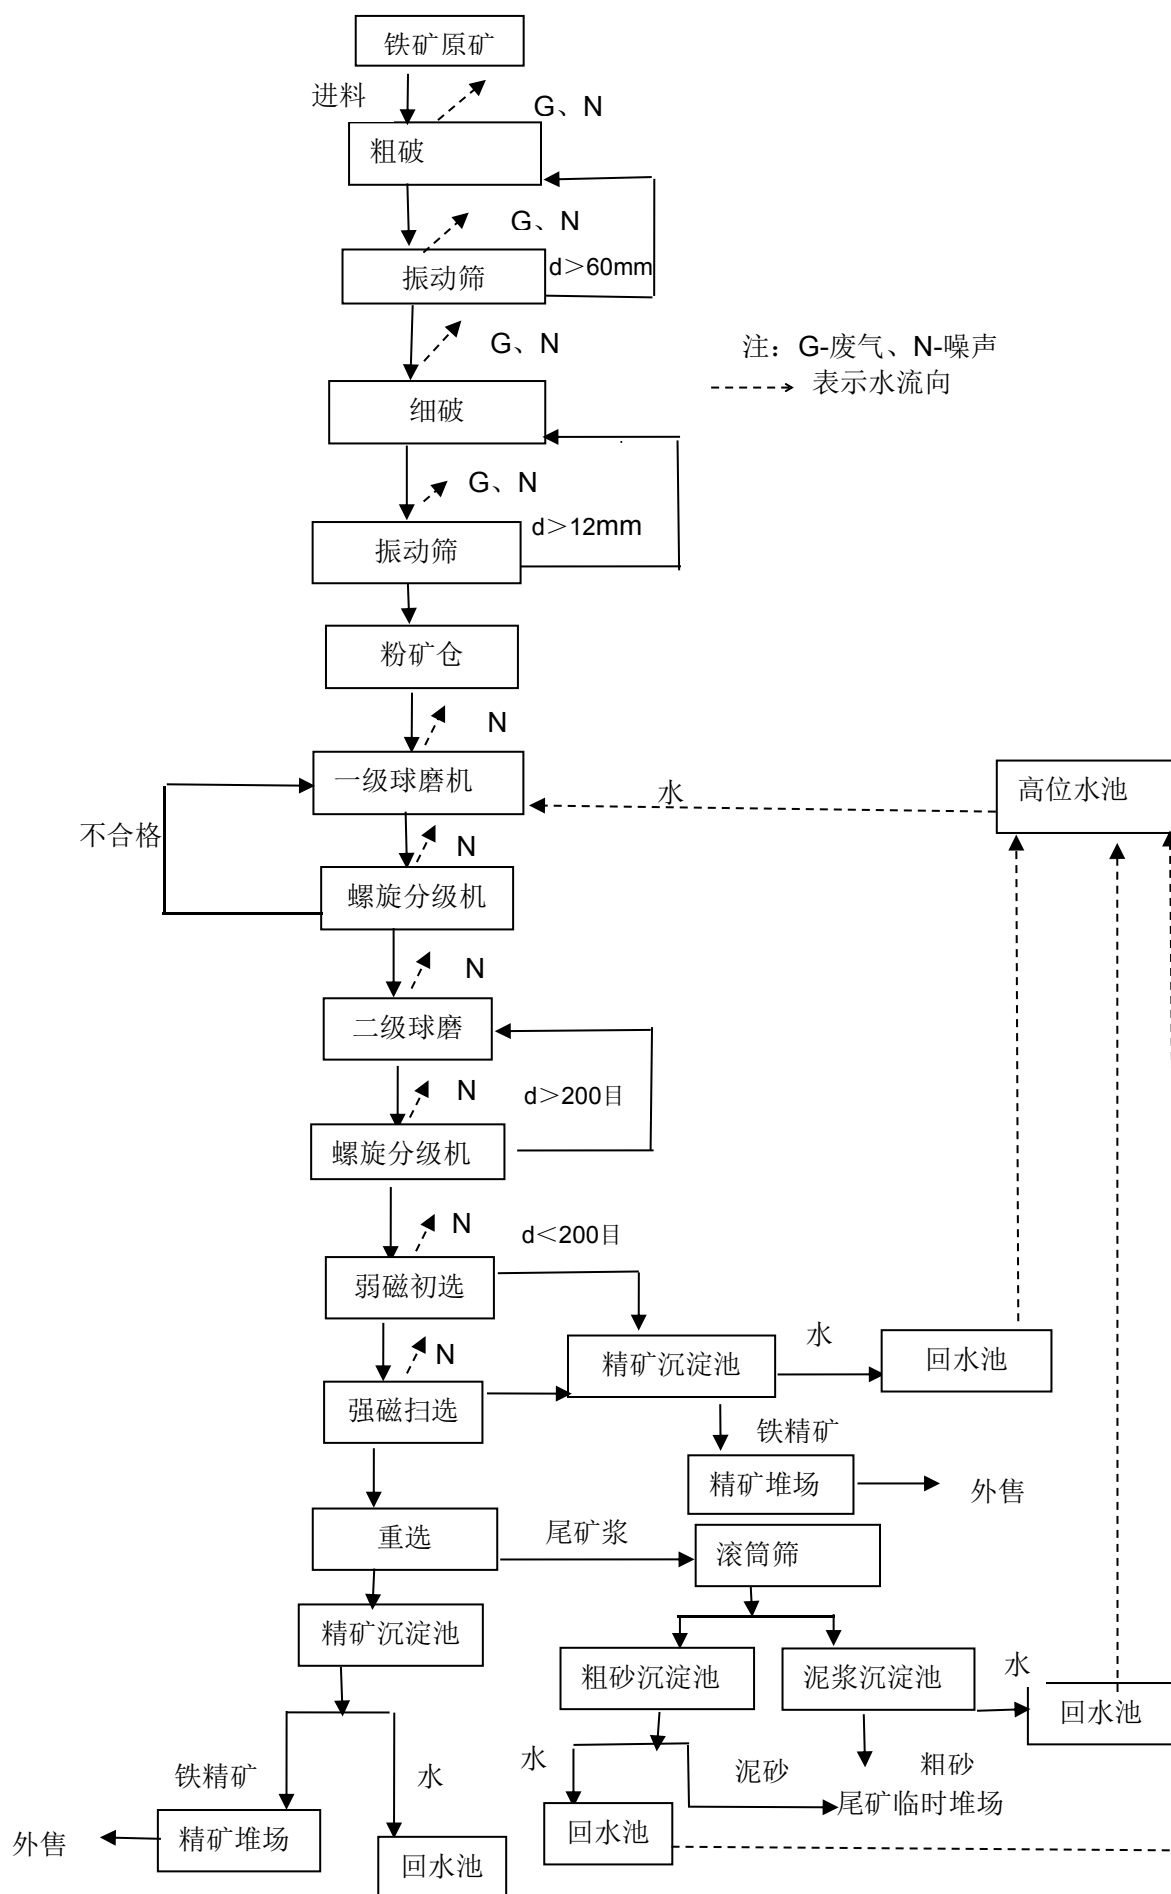 铁矿原矿
进料
G、N
粗破
G、N
d＞60mm
振动筛
G、N
注：G-废气、N-噪声
表示水流向
细破
G、N
d＞12mm
振动筛
粉矿仓
N
一级球磨机
水
高位水池
不合格
N
螺旋分级机
N
二级球磨
N
d＞200目
螺旋分级机
N
d＜200目
弱磁初选
水
N
精矿沉淀池
回水池
强磁扫选
铁精矿
精矿堆场
外售
重选
尾矿浆
滚筒筛
精矿沉淀池
粗砂沉淀池
泥浆沉淀池
水
回水池
铁精矿
水
水
泥砂
粗砂
尾矿临时堆场
外售
精矿堆场
回水池
回水池